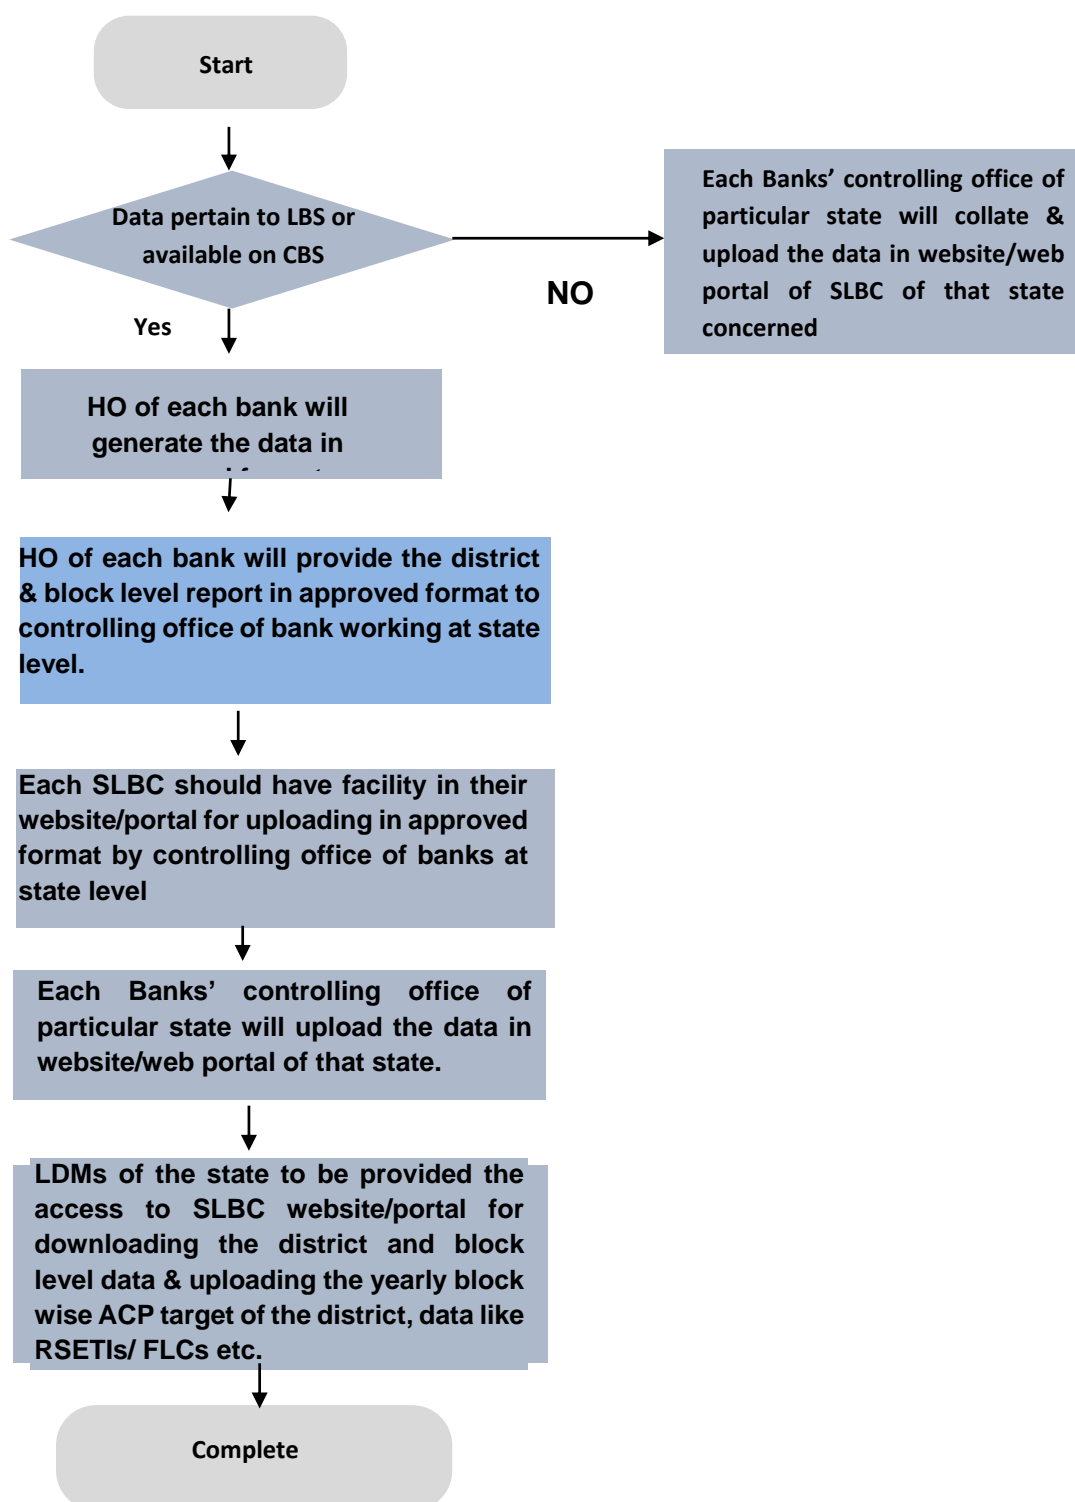 Start
Data pertain to LBS or
available on CBS
NO
Each Banks’ controlling office of
particular state will collate &
upload the data in website/web
portal of SLBC of that state
concerned
Yes
HO of each bank will
generate the data in
HO of each bank will provide the district
& block level report in approved format to
controlling office of bank working at state
level.
Each SLBC should have facility in their
website/portal for uploading in approved
format by controlling office of banks at
state level
Each Banks’ controlling office of
particular state will upload the data in
website/web portal of that state.
LDMs of the state to be provided the
access to SLBC website/portal for
downloading the district and block
level data & uploading the yearly block
wise ACP target of the district, data like
RSETIs/ FLCs etc.
Complete